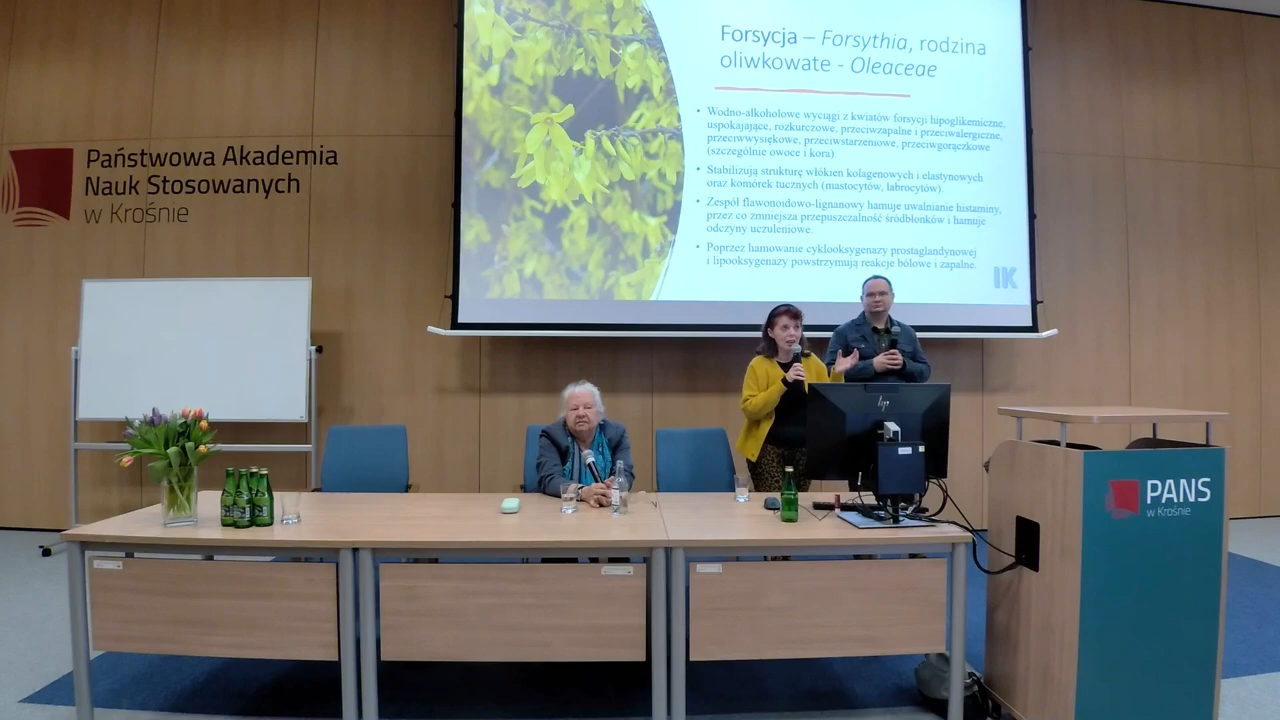 Forsycja – Forsythia, rodzina
oliwkowate - Oleaceae
• Wodno-alkoholowe wyciągi z kwiatów forsycji hipoglikemiczne,
uspokajające, rozkurczowe, przeciwzapalne i przeciwalergiczne,
przeciwwysiękowe, przeciwstarzeniowe, przeciwgorączkowe
(szczególnie owoce i kora).
• Stabilizują strukturę włókien kolagenowych i elastynowych
oraz komórek tucznych (mastocyty, labrocyty).
• Zespół flawonoidowo-lignanowy hamuje uwalnianie histaminy,
przez co zmniejsza przepuszczalność śródbłonków i hamuje
odczyny uczuleniowe.
• Poprzez hamowanie cyklooksygenazy prostaglandynowej
i lipooksygenazy powstrzymują reakcje bólowe i zapalne.
IK
Państwowa Akademia
Nauk Stosowanych
w Krośnie
hp
PANS
w Krośnie